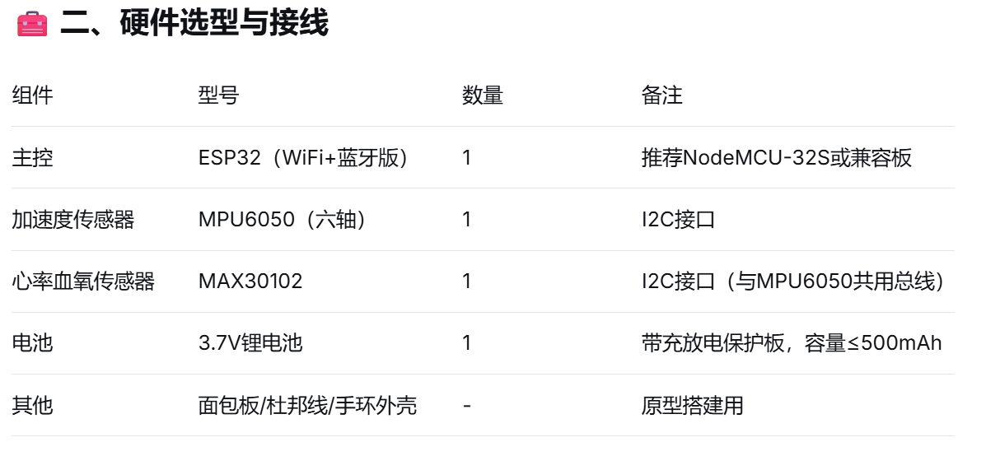 🧰 二、硬件选型与接线
组件 型号 数量 备注
主控 ESP32（WiFi+蓝牙版） 1 推荐NodeMCU-32S或兼容板
加速度传感器 MPU6050（六轴） 1 I2C接口
心率血氧传感器 MAX30102 1 I2C接口（与MPU6050共用总线）
电池 3.7V锂电池 1 带充放电保护板，容量≤500mAh
其他 面包板/杜邦线/手环外壳 - 原型搭建用